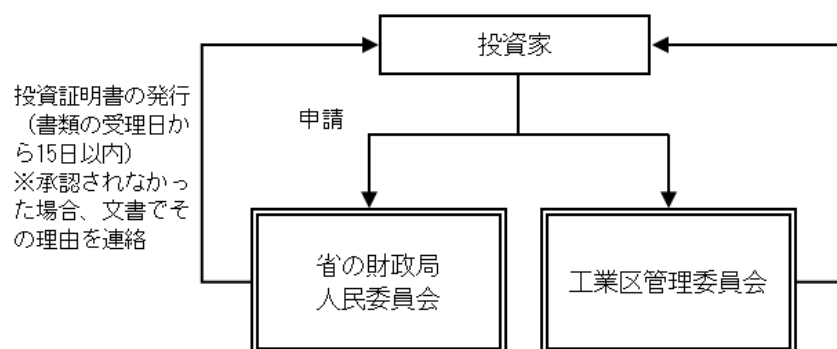 投資家
投資証明書の発行
（書類の受理日か
ら15日以内）
※承認されなかっ
た場合、文書でそ
の理由を連絡
申請
省の財政局
人民委員会
工業区管理委員会